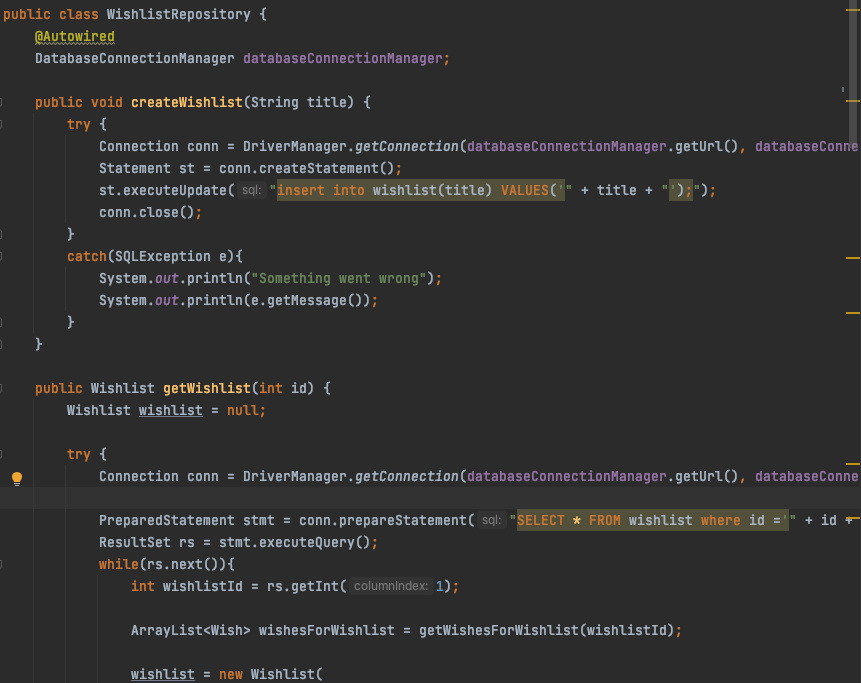 public class WishlistRepository {
@Autowired
DatabaseConnectionManager databaseConnectionManager;
public void createWishlist(String title) {
try {
Connection conn = DriverManager.getConnection(databaseConnectionManager.getUrl(), databaseConne
Statement st = conn.createStatement();
st.executeUpdate( sql: "insert into wishlist(title) VALUES('" + title + "');");
conn.close();
}
catch(SQLException e){
System.out.println("Something went wrong");
System.out.println(e.getMessage());
}
}
public Wishlist getWishlist(int id) {
Wishlist wishlist = null;
try {
Connection conn = DriverManager.getConnection(databaseConnectionManager.getUrl(), databaseConne
PreparedStatement stmt = conn.prepareStatement( sql: "SELECT * FROM wishlist where id ='" + id +
ResultSet rs = stmt.executeQuery();
while(rs.next()){
int wishlistId = rs.getInt( columnIndex: 1);
ArrayList<Wish> wishesForWishlist = getWishesForWishlist(wishlistId);
wishlist = new Wishlist(